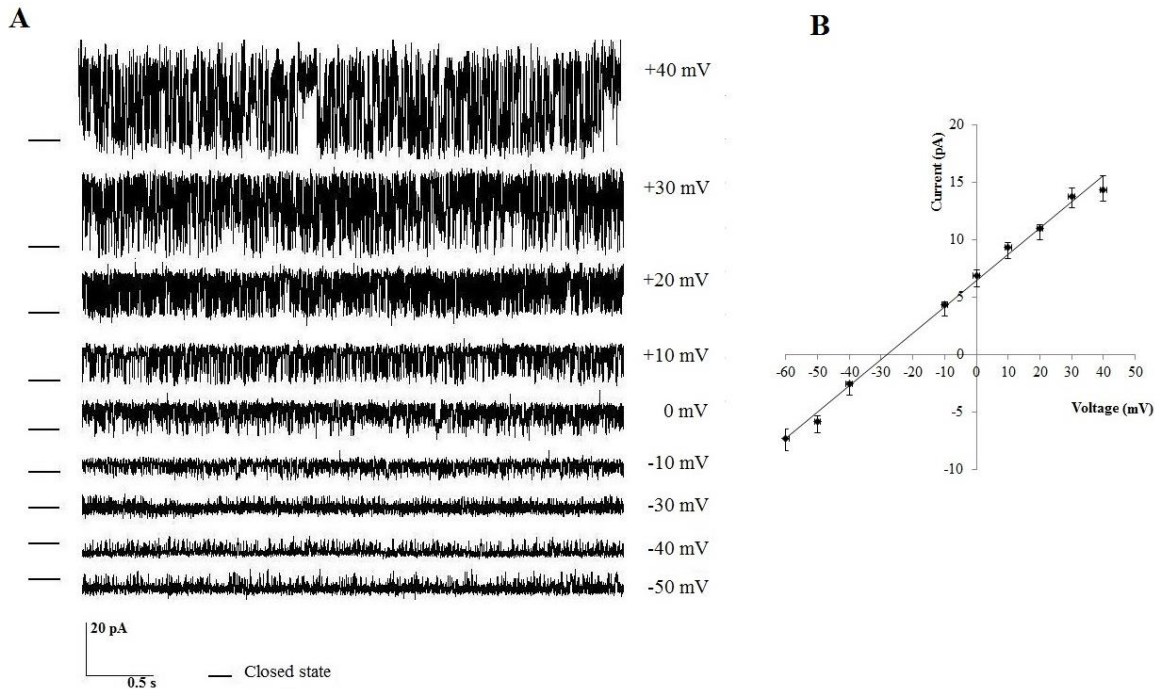 A
+40 mV
+30 mV
+20 mV
+10 mV
0 mV
-10 mV
-30 mV
-40 mV
-50 mV
20 pA
0.5 s
Closed state
B
20
15
10
5
0
-5
-10
Current (pA)
-60 -50 -40 -30 -20 -10 0 10 20 30 40 50
Voltage (mV)